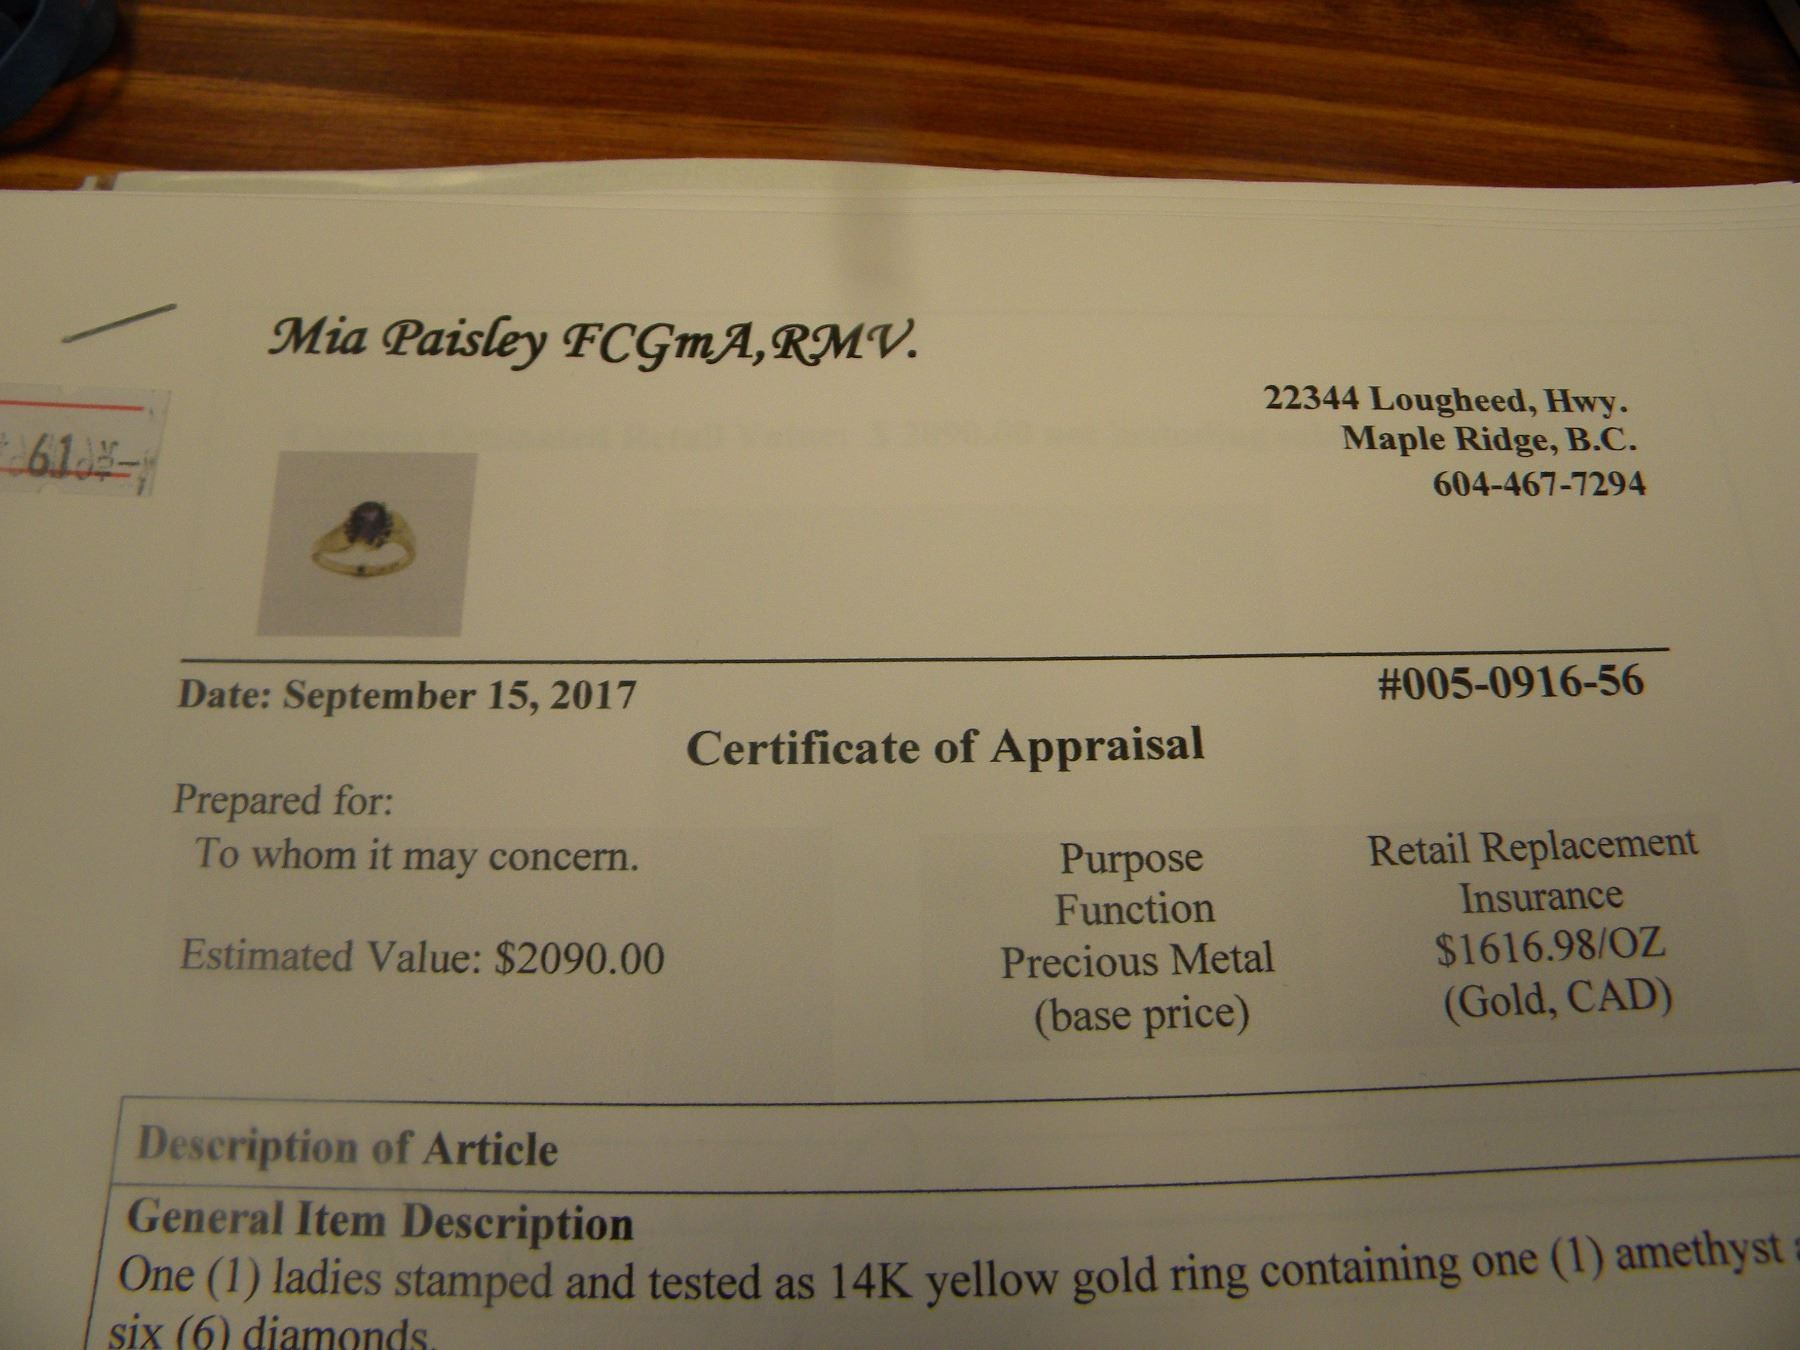 Mia Paisley FCGmA,RMV.
22344 Lougheed, Hwy.
Maple Ridge, B.C.
604-467-7294
61
Date: September 15, 2017
#005-0916-56
Certificate of Appraisal
Prepared for:
To whom it may concern.
Estimated Value: $2090.00
Purpose Retail Replacement
Function Insurance
Precious Metal $1616.98/OZ
(base price) (Gold, CAD)
Description of Article
General Item Description
One (1) ladies stamped and tested as 14K yellow gold ring containing one (1) amethyst
six (6) diamonds.